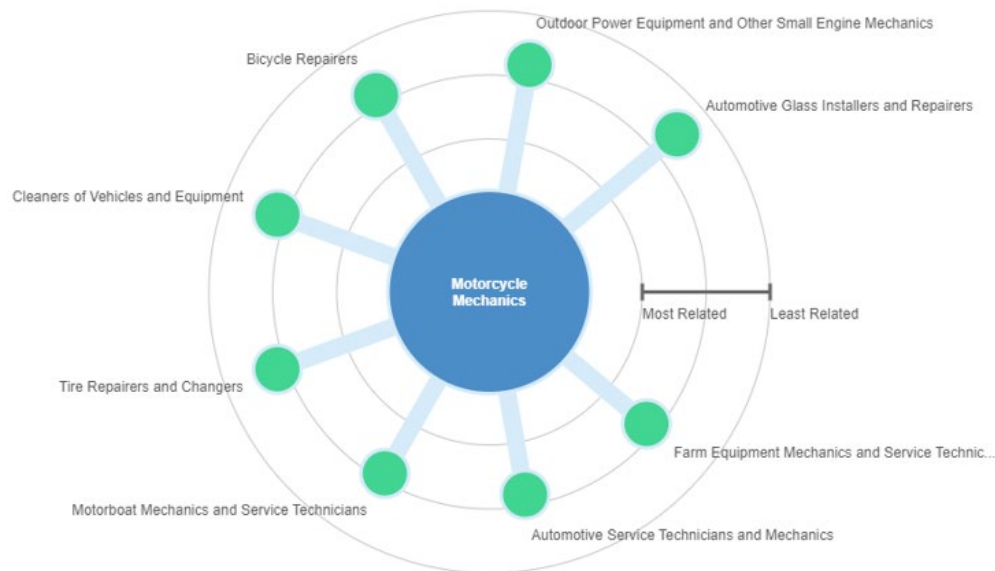 Outdoor Power Equipment and Other Small Engine Mechanics
Bicycle Repairers
Automotive Glass Installers and Repairers
Cleaners of Vehicles and Equipment
Motorcycle
Mechanics
Most Related
Least Related
Tire Repairers and Changers
Farm Equipment Mechanics and Service Technic...
Motorboat Mechanics and Service Technicians
Automotive Service Technicians and Mechanics